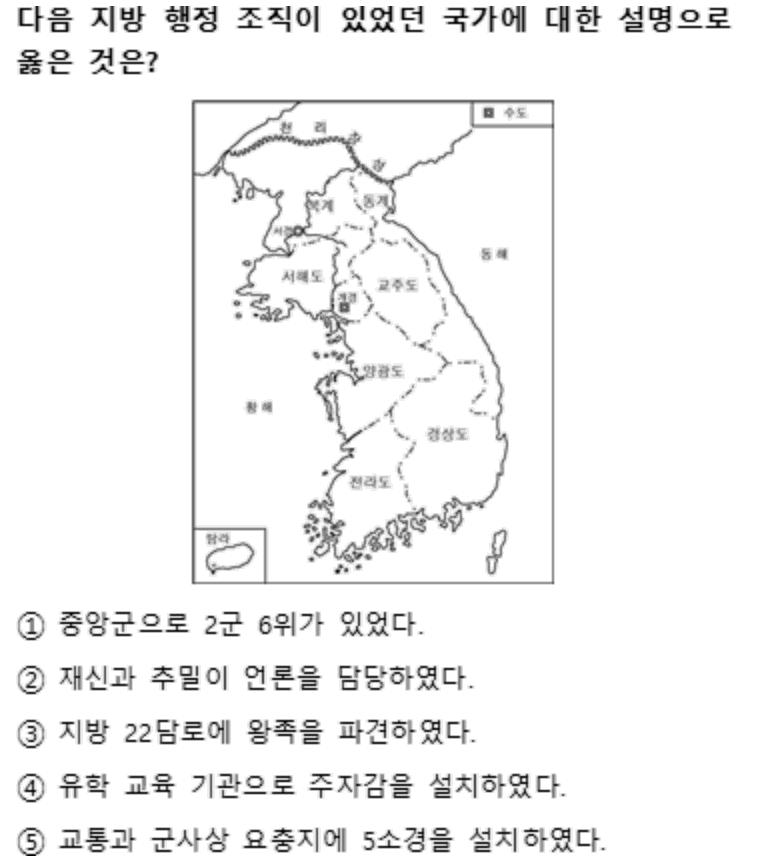 다음 지방 행정 조직이 있었던 국가에 대한 설명으로
옳은 것은?
수도
천 리 장 성
북계
동계
서경
동해
서해도
교주도
개경
양광도
황해
경상도
전라도
탐라
① 중앙군으로 2군 6위가 있었다.
② 재신과 추밀이 언론을 담당하였다.
③ 지방 22담로에 왕족을 파견하였다.
④ 유학 교육 기관으로 주자감을 설치하였다.
⑤ 교통과 군사상 요충지에 5소경을 설치하였다.